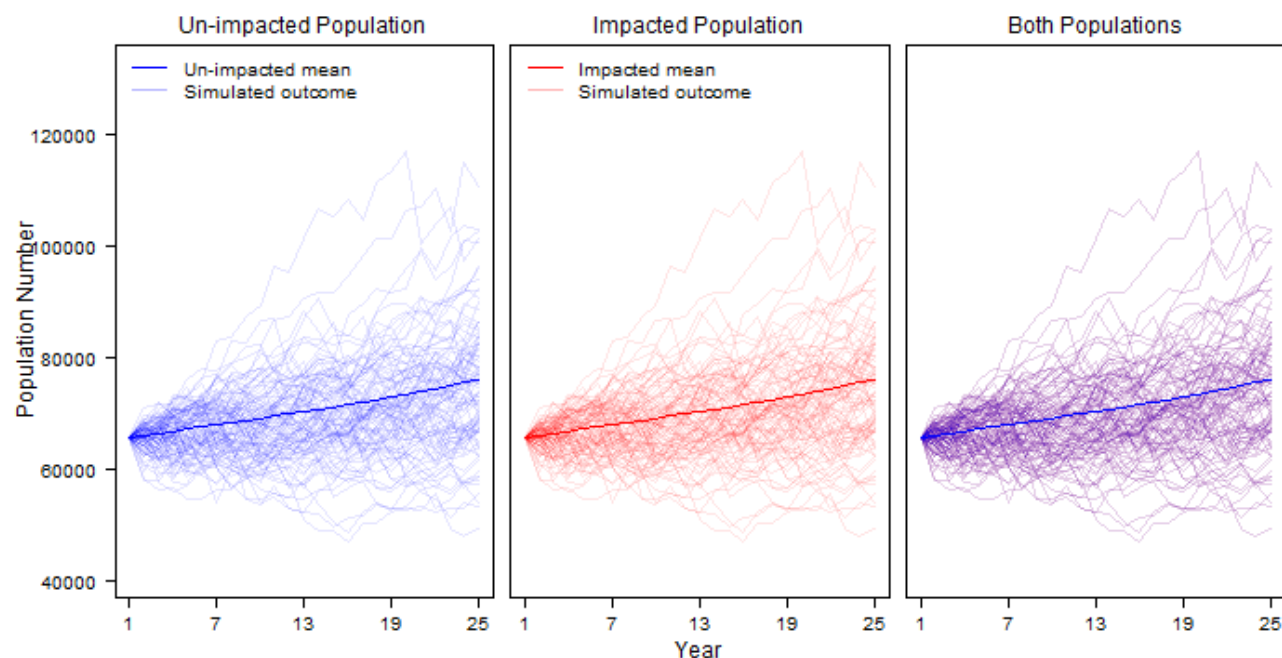 Un-impacted Population
Impacted Population
Both Populations
Un-impacted mean
Simulated outcome
Impacted mean
Simulated outcome
Population Number
120000
100000
80000
60000
40000
1 7 13 19 25
1 7 13 19 25
1 7 13 19 25
Year